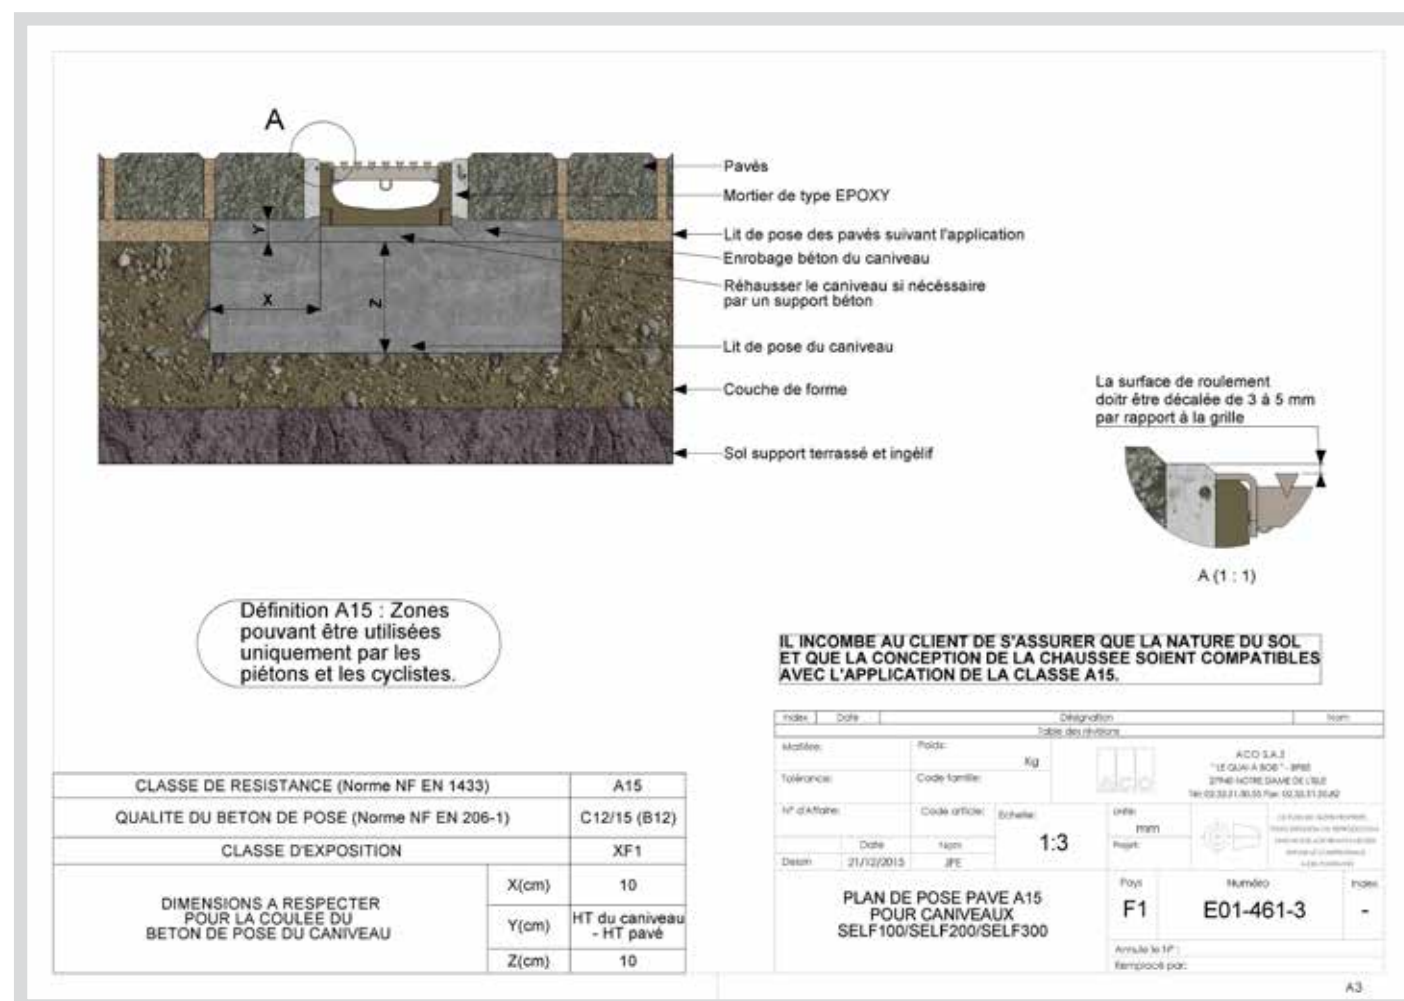 A
Pavés
Mortier de type EPOXY
Y
Lit de pose des pavés suivant l'application
Enrobage béton du caniveau
Réhausser le caniveau si nécéssaire
par un support béton
X
Z
Lit de pose du caniveau
Couche de forme
Sol support terrassé et ingélif
La surface de roulement
doitr être décalée de 3 à 5 mm
par rapport à la grille
A (1 : 1)
Définition A15 : Zones
pouvant être utilisées
uniquement par les
piétons et les cyclistes.
IL INCOMBE AU CLIENT DE S'ASSURER QUE LA NATURE DU SOL
ET QUE LA CONCEPTION DE LA CHAUSSEE SOIENT COMPATIBLES
AVEC L'APPLICATION DE LA CLASSE A15.
Index Date Désignation Nom
Table des révisions
Matière: Poids: Kg
Tolérance: Code famille:
N° d'Affaire: Code article: Echelle: 1:3
Unité: mm
Projet:
ACO
ACO S.A.S
Date Nom
Dessin 21/12/2015 JPE
PLAN DE POSE PAVE A15
POUR CANIVEAUX
SELF100/SELF200/SELF300
Pays Numéro Index
F1 E01-461-3 -
Annule le N° :
Remplacé par:
A3
CLASSE DE RESISTANCE (Norme NF EN 1433) A15
QUALITE DU BETON DE POSE (Norme NF EN 206-1) C12/15 (B12)
CLASSE D'EXPOSITION XF1
DIMENSIONS A RESPECTER
POUR LA COULEE DU
BETON DE POSE DU CANIVEAU
X(cm) 10
Y(cm) HT du caniveau
- HT pavé
Z(cm) 10